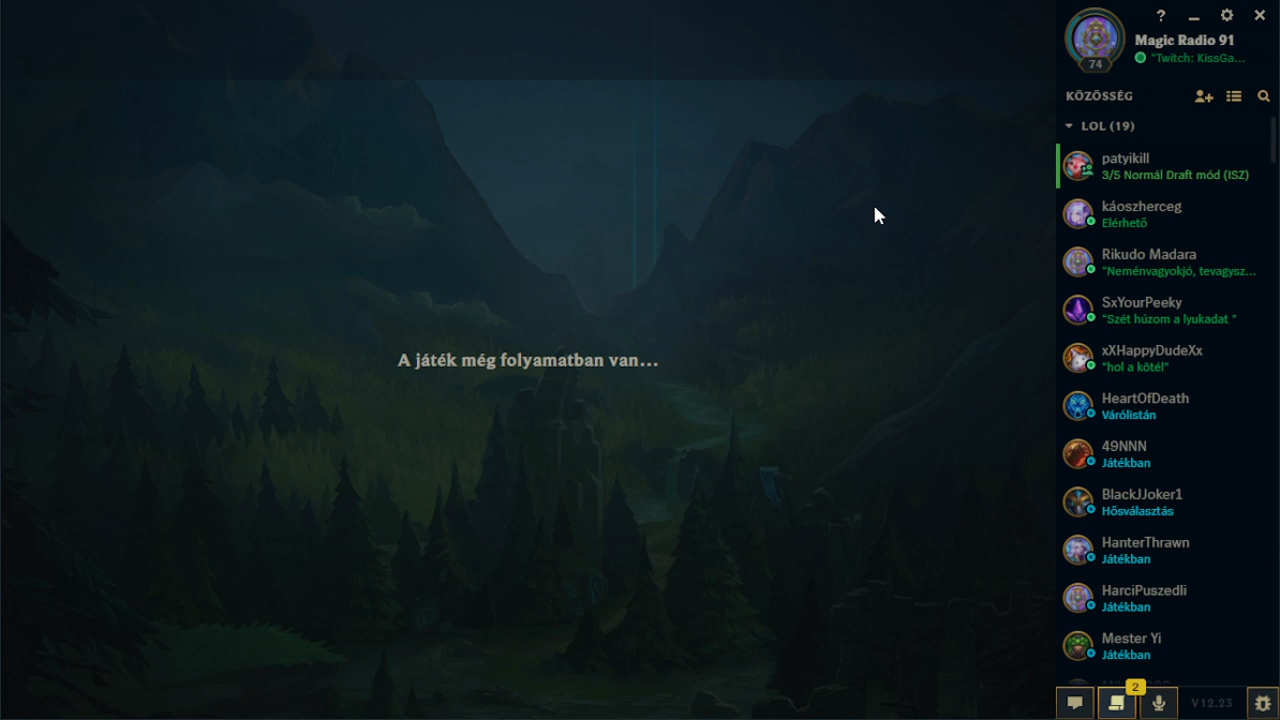 Magic Radio 91
74
"Twitch: KissGa...
KÖZÖSSÉG
LOL (19)
patyikill
3/5 Normál Draft mód (ISZ)
káoszherceg
Elérhető
Rikudo Madara
"Neménvagyokjó, tevagysz...
SxYourPeeky
"Szét húzom a lyukadat "
xXHappyDudeXx
"hol a kötél"
A játék még folyamatban van...
HeartOfDeath
Várólistán
49NNN
Játékban
BlackJJoker1
Hősválasztás
HanterThrawn
Játékban
HarciPuszedli
Játékban
Mester Yi
Játékban
2
V12.23